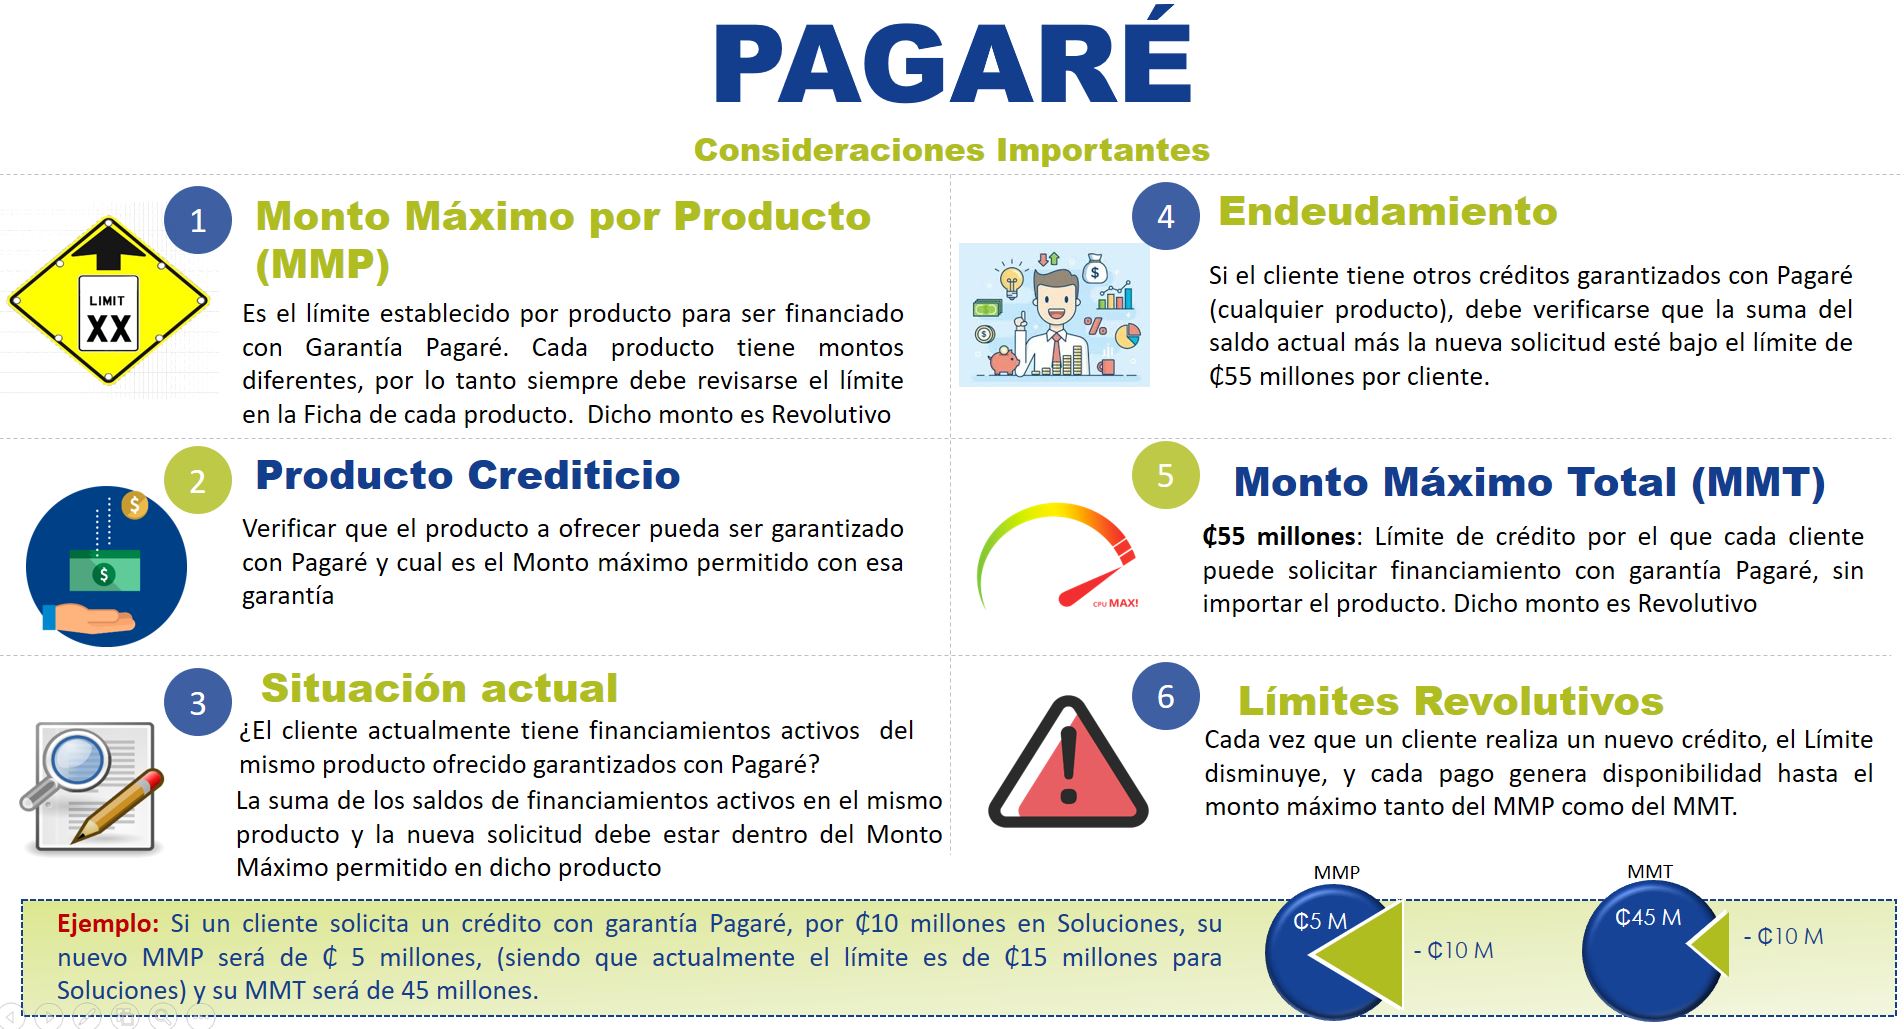 PAGARÉ
Consideraciones Importantes
1
Monto Máximo por Producto
(MMP)
LIMIT
XX
Es el límite establecido por producto para ser financiado
con Garantía Pagaré. Cada producto tiene montos
diferentes, por lo tanto siempre debe revisarse el límite
en la Ficha de cada producto. Dicho monto es Revolutivo
2
Producto Crediticio
Verificar que el producto a ofrecer pueda ser garantizado
con Pagaré y cual es el Monto máximo permitido con esa
garantía
3
Situación actual
¿El cliente actualmente tiene financiamientos activos del
mismo producto ofrecido garantizados con Pagaré?
La suma de los saldos de financiamientos activos en el mismo
producto y la nueva solicitud debe estar dentro del Monto
Máximo permitido en dicho producto
4
Endeudamiento
Si el cliente tiene otros créditos garantizados con Pagaré
(cualquier producto), debe verificarse que la suma del
saldo actual más la nueva solicitud esté bajo el límite de
₡55 millones por cliente.
5
Monto Máximo Total (MMT)
₡55 millones: Límite de crédito por el que cada cliente
puede solicitar financiamiento con garantía Pagaré, sin
importar el producto. Dicho monto es Revolutivo
CPU MAX!
6
Límites Revolutivos
Cada vez que un cliente realiza un nuevo crédito, el Límite
disminuye, y cada pago genera disponibilidad hasta el
monto máximo tanto del MMP como del MMT.
Ejemplo: Si un cliente solicita un crédito con garantía Pagaré, por ₡10 millones en Soluciones, su
nuevo MMP será de ₡ 5 millones, (siendo que actualmente el límite es de ₡15 millones para
Soluciones) y su MMT será de 45 millones.
MMP
₡5 M
- ₡10 M
MMT
₡45 M
- ₡10 M